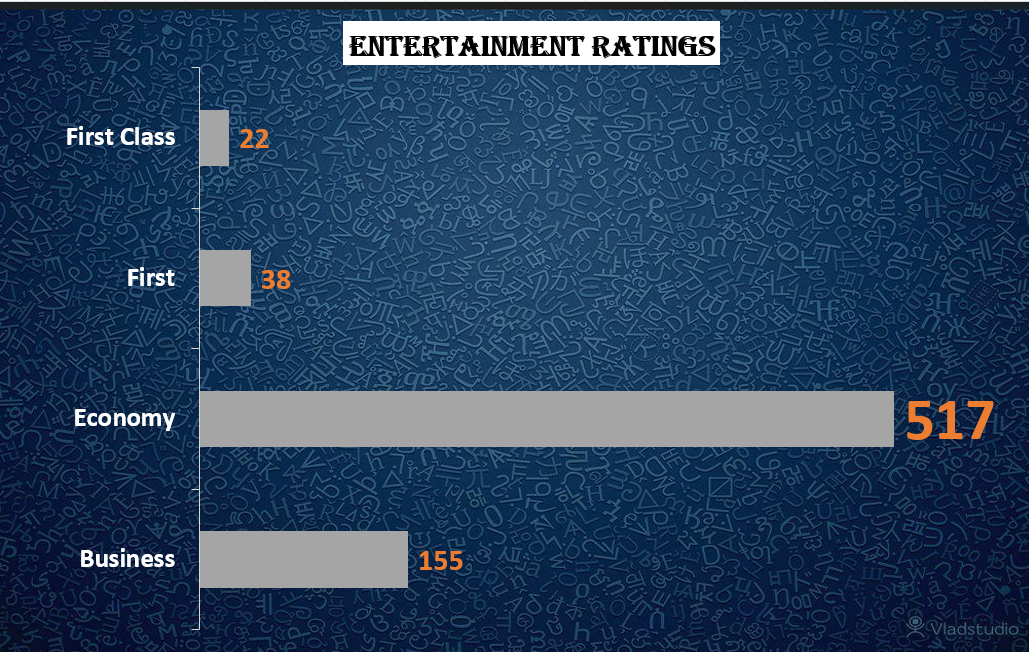 ENTERTAINMENT RATINGS
First Class 22
First 38
Economy 517
Business 155
Vladstudio